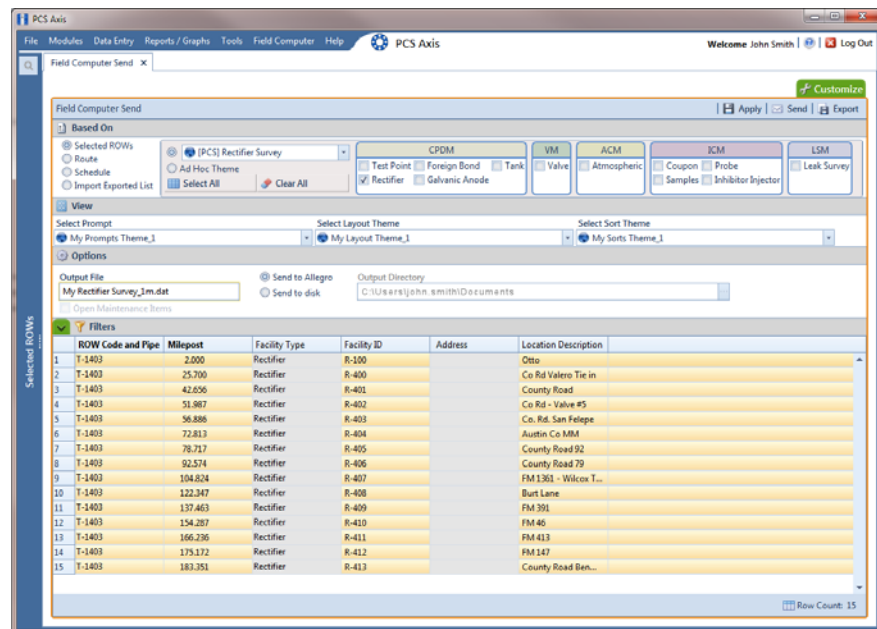 PCS Axis
File Modules Data Entry Reports / Graphs Tools Field Computer Help PCS Axis Welcome John Smith Log Out
Field Computer Send X
Customize
Field Computer Send Apply Send Export
Based On
Selected ROWs
Route
Schedule
Import Exported List
[PCS] Rectifier Survey
Ad Hoc Theme
Select All Clear All
CPDM
Test Point Foreign Bond Tank
Rectifier Galvanic Anode
VM
Valve
ACM
Atmospheric
ICM
Coupon Probe
Samples Inhibitor Injector
LSM
Leak Survey
View
Select Prompt Select Layout Theme Select Sort Theme
My Prompts Theme_1 My Layout Theme_1 My Sorts Theme_1
Options
Output File Send to Allegro Output Directory
My Rectifier Survey_1m.dat Send to disk C:\Users\john.smith\Documents
Open Maintenance Items
Filters
Selected ROWs
ROW Code and Pipe Milepost Facility Type Facility ID Address Location Description
1 T-1403 2.000 Rectifier R-100 Otto
2 T-1403 25.700 Rectifier R-400 Co Rd Valero Tie in
3 T-1403 42.656 Rectifier R-401 County Road
4 T-1403 51.987 Rectifier R-402 Co Rd - Valve #5
5 T-1403 56.886 Rectifier R-403 Co. Rd. San Felepe
6 T-1403 72.813 Rectifier R-404 Austin Co MM
7 T-1403 78.717 Rectifier R-405 County Road 92
8 T-1403 92.574 Rectifier R-406 County Road 79
9 T-1403 104.824 Rectifier R-407 FM 1361 - Wilcox T...
10 T-1403 122.347 Rectifier R-408 Burt Lane
11 T-1403 137.463 Rectifier R-409 FM 391
12 T-1403 154.287 Rectifier R-410 FM 46
13 T-1403 166.236 Rectifier R-411 FM 413
14 T-1403 175.172 Rectifier R-412 FM 147
15 T-1403 183.351 Rectifier R-413 County Road Ben...
Row Count: 15